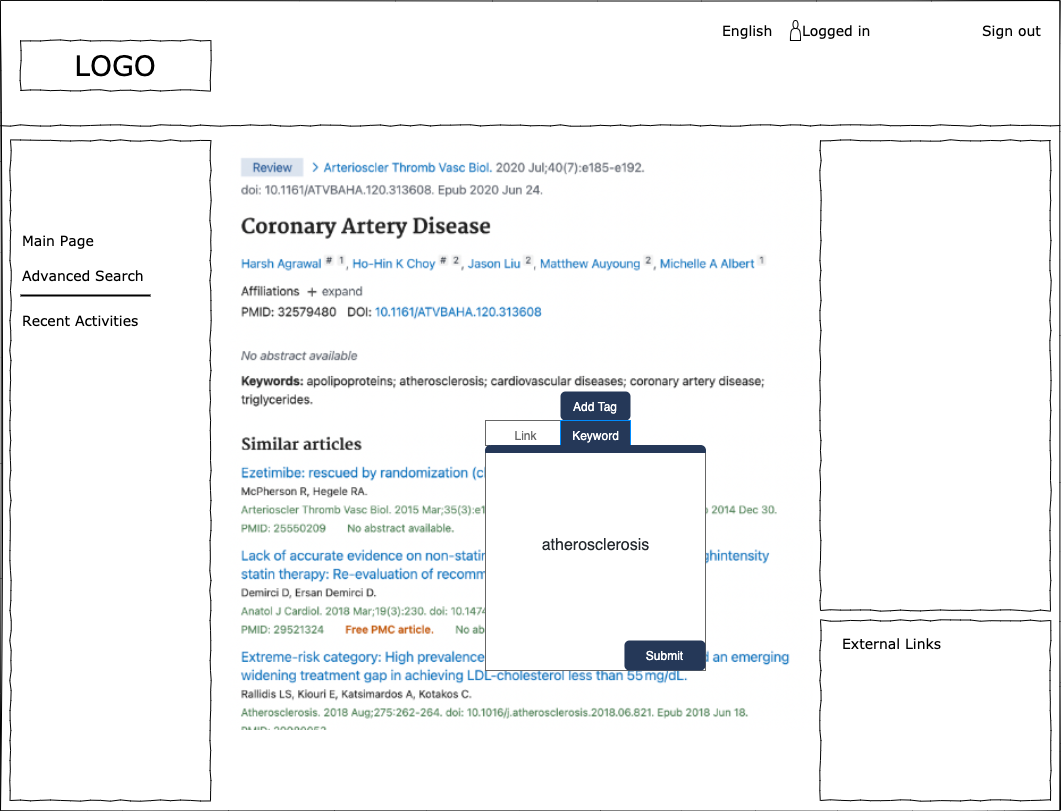 English Logged in Sign out
LOGO
Main Page
Advanced Search
Recent Activities
Review > Arterioscler Thromb Vasc Biol. 2020 Jul;40(7):e185-e192.
doi: 10.1161/ATVBAHA.120.313608. Epub 2020 Jun 24.
Coronary Artery Disease
Harsh Agrawal # 1, Ho-Hin K Choy # 2, Jason Liu 2, Matthew Auyoung 2, Michelle A Albert 1
Affiliations + expand
PMID: 32579480 DOI: 10.1161/ATVBAHA.120.313608
No abstract available
Keywords: apolipoproteins; atherosclerosis; cardiovascular diseases; coronary artery disease;
triglycerides.
Add Tag
Link Keyword
atherosclerosis
Submit
Similar articles
Ezetimibe: rescued by randomization (cl
McPherson R, Hegele RA.
Arterioscler Thromb Vasc Biol. 2015 Mar;35(3):e1 2014 Dec 30.
PMID: 25550209 No abstract available.
Lack of accurate evidence on non-statin ghintensity
statin therapy: Re-evaluation of recomm
Demirci D, Ersan Demirci D.
Anatol J Cardiol. 2018 Mar;19(3):230. doi: 10.1474
PMID: 29521324 Free PMC article. No ab
Extreme-risk category: High prevalence d an emerging
widening treatment gap in achieving LDL-cholesterol less than 55 mg/dL.
Rallidis LS, Kiouri E, Katsimardos A, Kotakos C.
Atherosclerosis. 2018 Aug;275:262-264. doi: 10.1016/j.atherosclerosis.2018.06.821. Epub 2018 Jun 18.
External Links